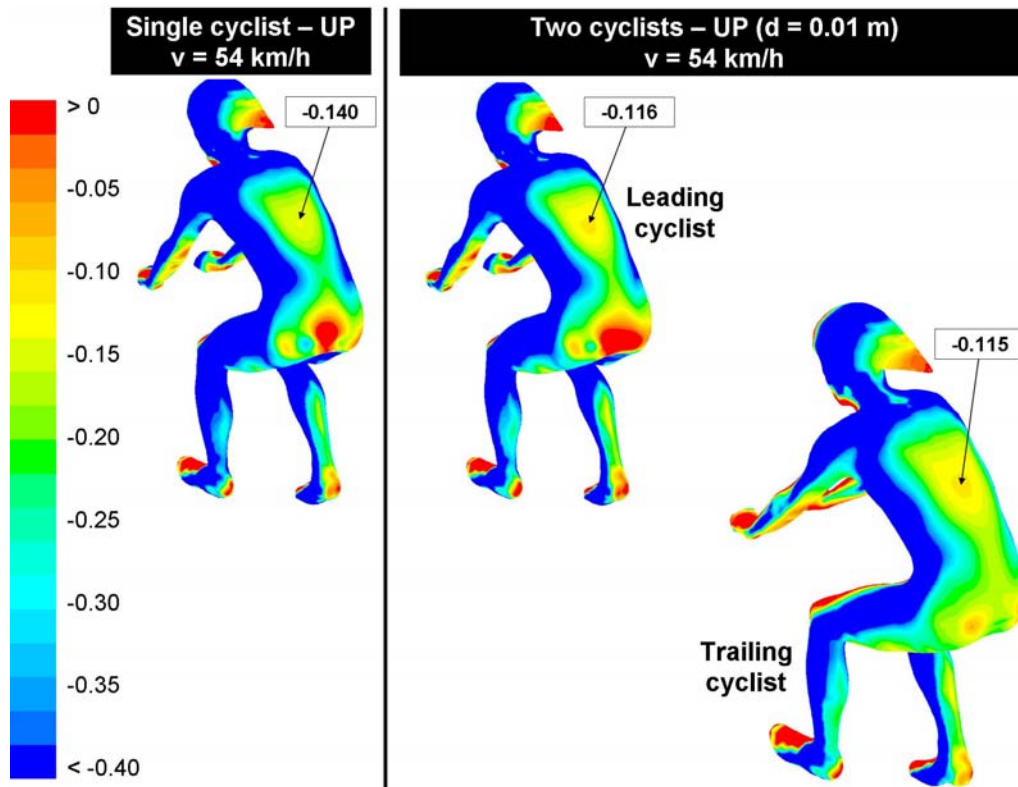 Single cyclist – UP
v = 54 km/h
Two cyclists – UP (d = 0.01 m)
v = 54 km/h
> 0
-0.05
-0.10
-0.15
-0.20
-0.25
-0.30
-0.35
< -0.40
-0.140
-0.116
Leading
cyclist
-0.115
Trailing
cyclist